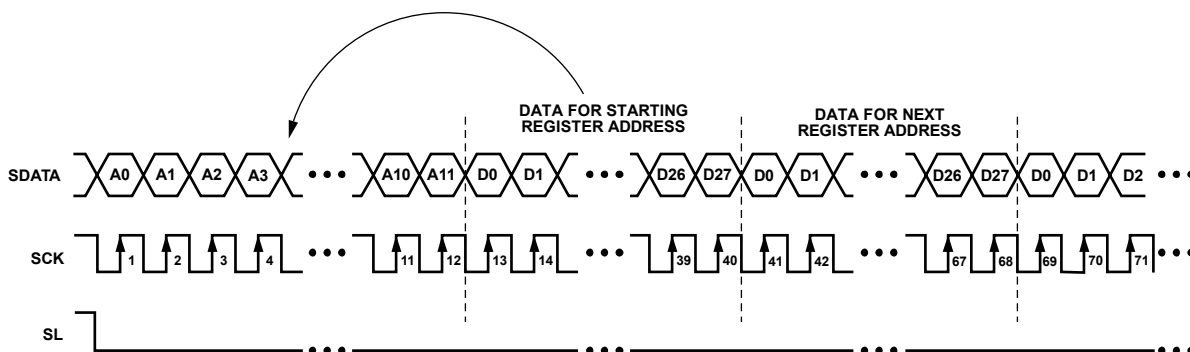 DATA FOR STARTING
REGISTER ADDRESS
DATA FOR NEXT
REGISTER ADDRESS
SDATA A0 A1 A2 A3 A10 A11 D0 D1 D26 D27 D0 D1 D26 D27 D0 D1 D2
SCK 1 2 3 4 11 12 13 14 39 40 41 42 67 68 69 70 71
SL